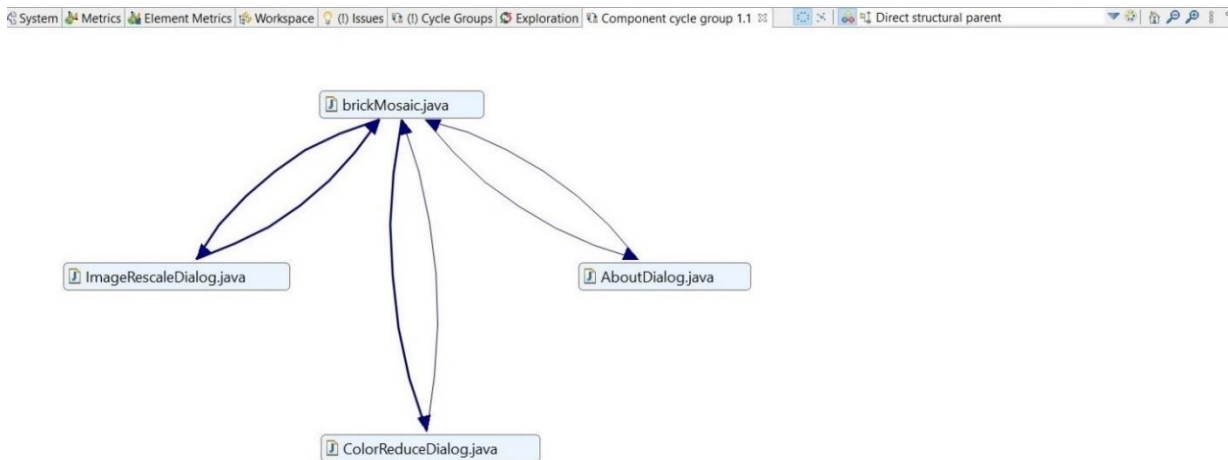 System Metrics Element Metrics Workspace (!) Issues (!) Cycle Groups Exploration Component cycle group 1.1 Direct structural parent
brickMosaic.java
ImageRescaleDialog.java AboutDialog.java
ColorReduceDialog.java